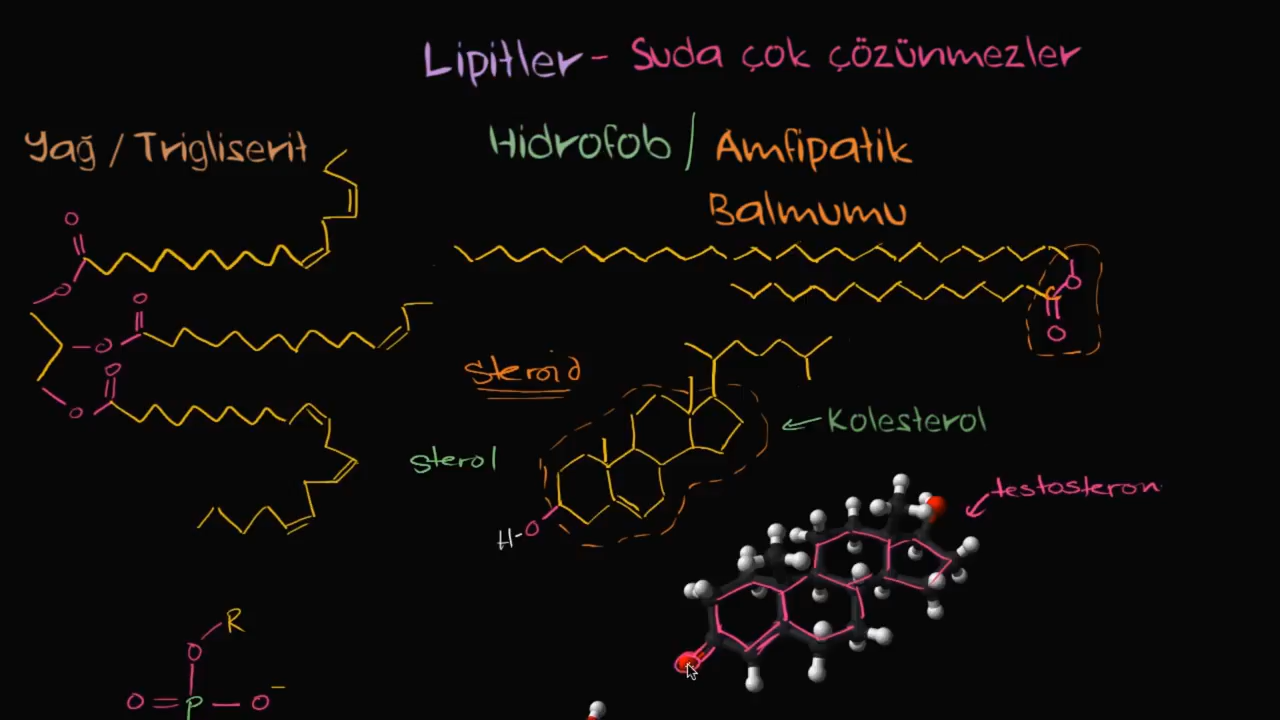 Lipitler - Suda çok çözünmezler
Yağ / Trigliserit
Hidrofob / Amfipatik
Balmumu
O
O
O
O
O
O
O
C
O
Steroid
Kolesterol
sterol
H-O
testosteron
R
O
O=P-O-